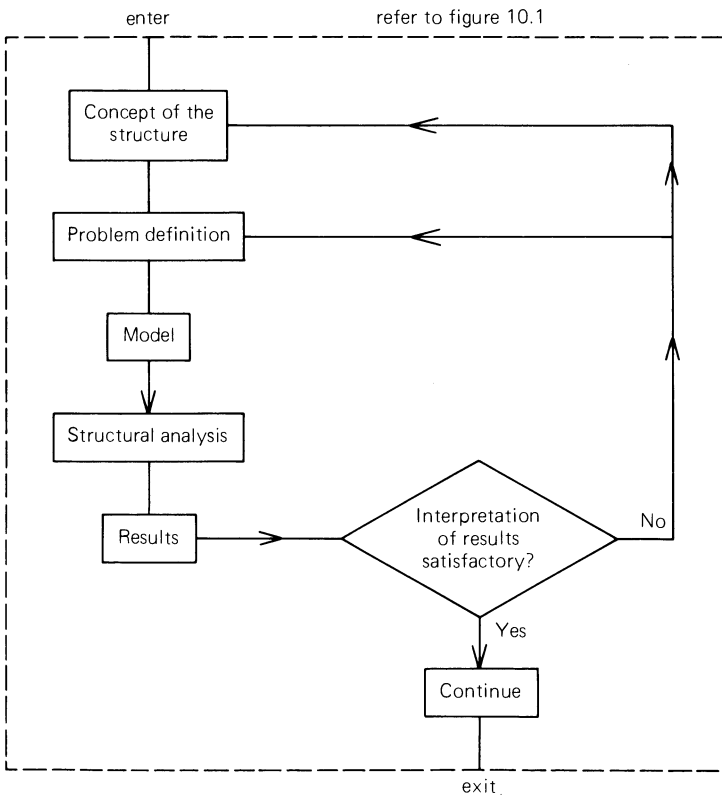 enter
refer to figure 10.1
Concept of the
structure
Problem definition
Model
Structural analysis
Results
Interpretation
of results
satisfactory?
No
Yes
Continue
exit.